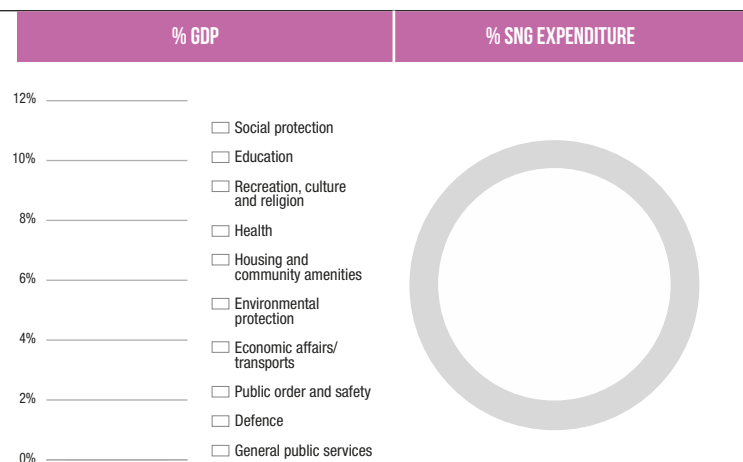 % GDP
% SNG EXPENDITURE
12%
10%
8%
6%
4%
2%
0%
Social protection
Education
Recreation, culture
and religion
Health
Housing and
community amenities
Environmental
protection
Economic affairs/
transports
Public order and safety
Defence
General public services